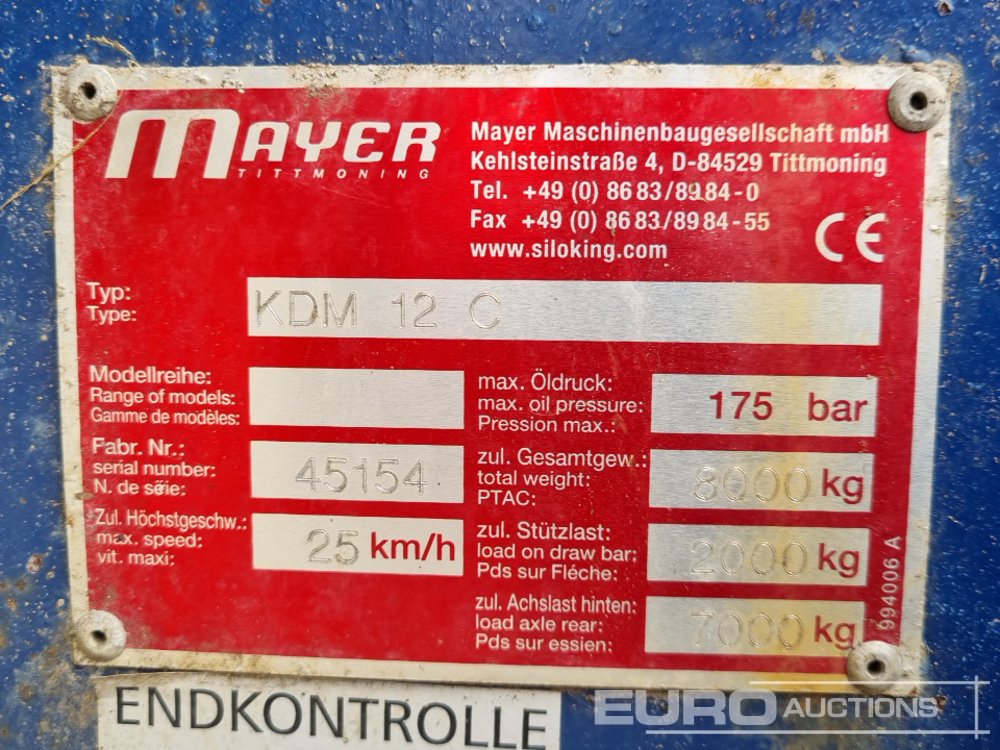 MAYER
TITTMONING
Mayer Maschinenbaugesellschaft mbH
Kehlsteinstraße 4, D-84529 Tittmoning
Tel. +49 (0) 86 83/89 84-0
Fax +49 (0) 86 83/89 84-55
www.siloking.com
CE
Typ:
Type:
KDM 12 C
Modellreihe:
Range of models:
Gamme de modèles:
Fabr. Nr.:
serial number:
N. de série:
45154
Zul. Höchstgeschw.:
max. speed:
vit. maxi:
25 km/h
max. Öldruck:
max. oil pressure:
Pression max.:
175 bar
zul. Gesamtgew.:
total weight:
PTAC:
8000 kg
zul. Stützlast:
load on draw bar:
Pds sur Fléche:
2000 kg
zul. Achslast hinten:
load axle rear:
Pds sur essien:
7000 kg
994006 A
ENDKONTROLLE
EURO AUCTIONS